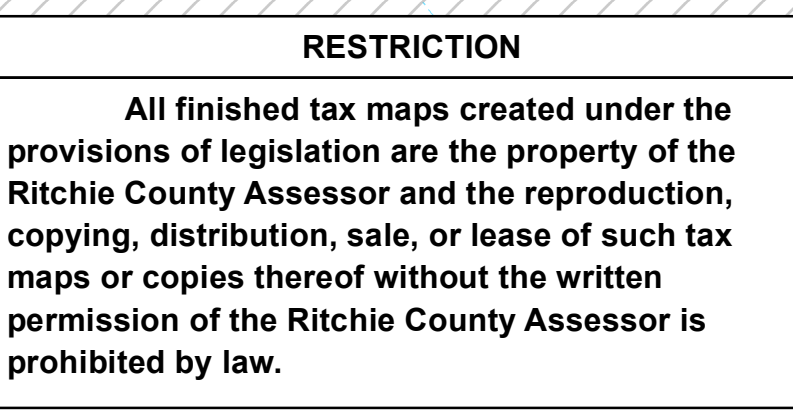 RESTRICTION
All finished tax maps created under the
provisions of legislation are the property of the
Ritchie County Assessor and the reproduction,
copying, distribution, sale, or lease of such tax
maps or copies thereof without the written
permission of the Ritchie County Assessor is
prohibited by law.